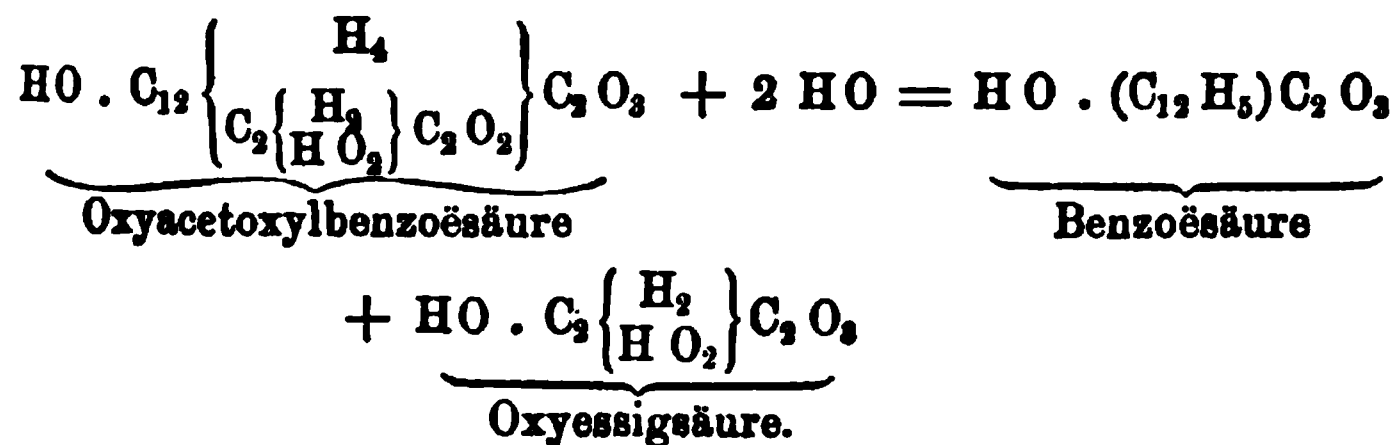 HO . C₁₂ { H₄ / C₂ { H₂ / H O₂ } C₂ O₂ } C₂ O₃ + 2 HO = HO . (C₁₂ H₅) C₂ O₃
Oxyacetoxylbenzoësäure Benzoësäure
+ HO . C₂ { H₂ / H O₂ } C₂ O₃
Oxyessigsäure.